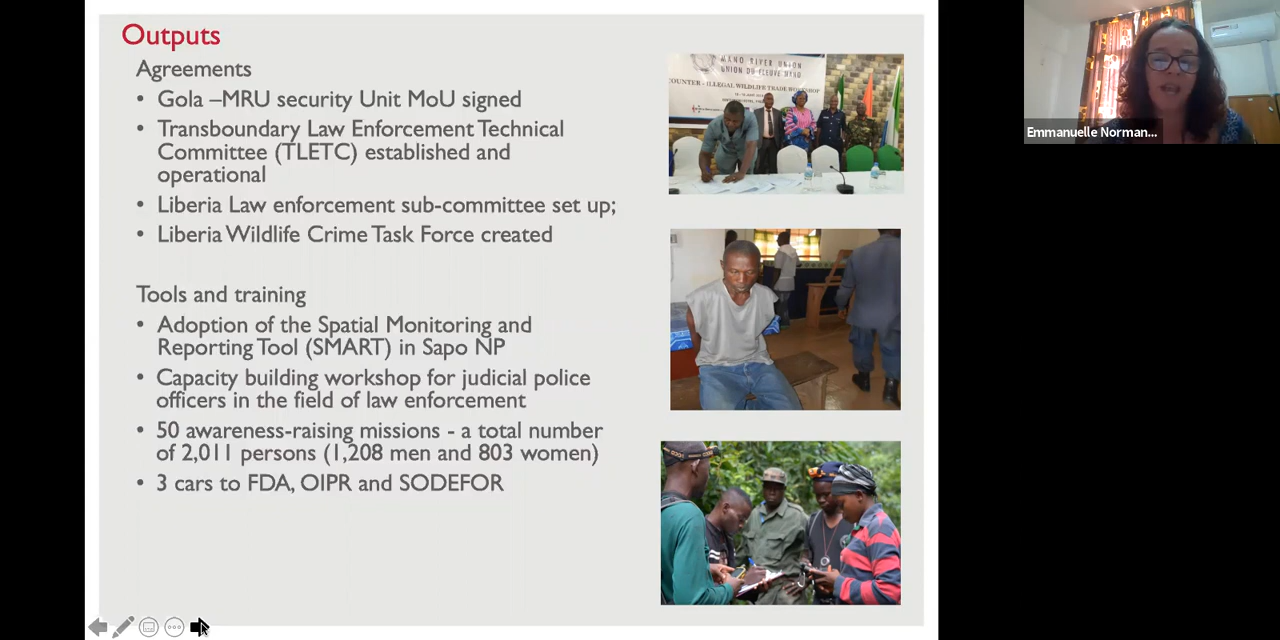 Outputs
Agreements
• Gola –MRU security Unit MoU signed
• Transboundary Law Enforcement Technical
Committee (TLETC) established and
operational
• Liberia Law enforcement sub-committee set up;
• Liberia Wildlife Crime Task Force created
Tools and training
• Adoption of the Spatial Monitoring and
Reporting Tool (SMART) in Sapo NP
• Capacity building workshop for judicial police
officers in the field of law enforcement
• 50 awareness-raising missions - a total number
of 2,011 persons (1,208 men and 803 women)
• 3 cars to FDA, OIPR and SODEFOR
MANO RIVER UNION
UNION DU FLEUVE MANO
COUNTER - ILLEGAL WILDLIFE TRADE WORKSHOP
Emmanuelle Norman...